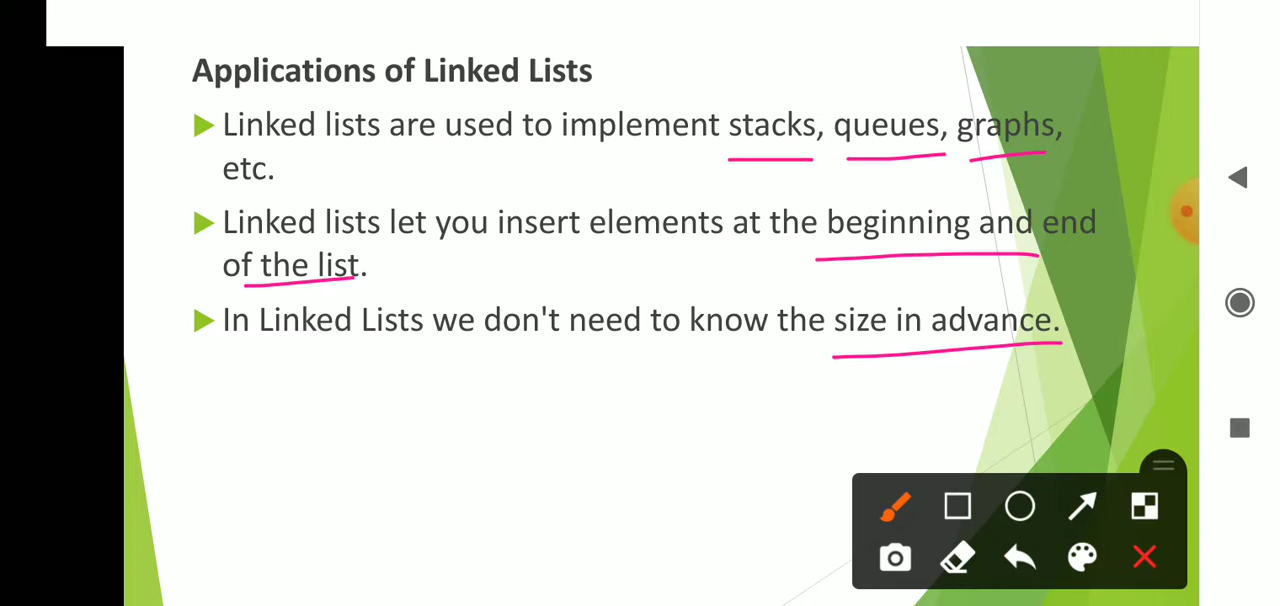 Applications of Linked Lists
Linked lists are used to implement stacks, queues, graphs,
etc.
Linked lists let you insert elements at the beginning and end
of the list.
In Linked Lists we don't need to know the size in advance.